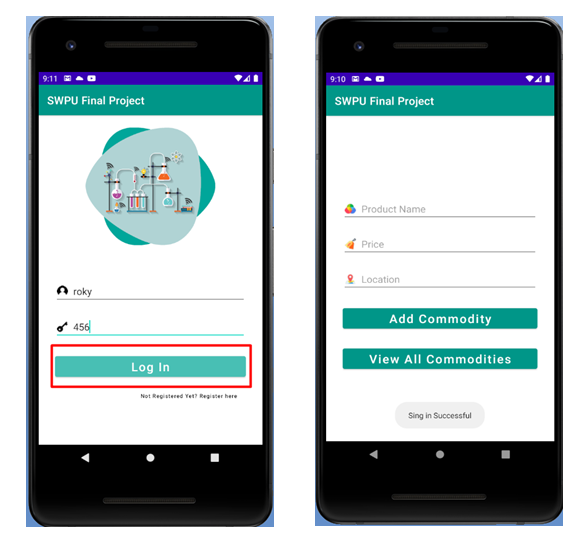 9:11
SWPU Final Project
roky
456
Log In
Not Registered Yet? Register here
9:10
SWPU Final Project
Product Name
Price
Location
Add Commodity
View All Commodities
Sing in Successful